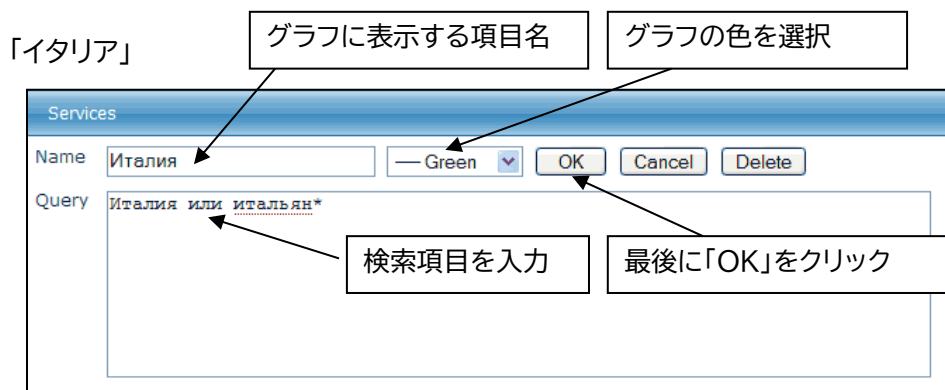 「イタリア」
グラフに表示する項目名
グラフの色を選択
Services
Name Италия — Green OK Cancel Delete
Query Италия или итальян*
検索項目を入力
最後に「OK」をクリック